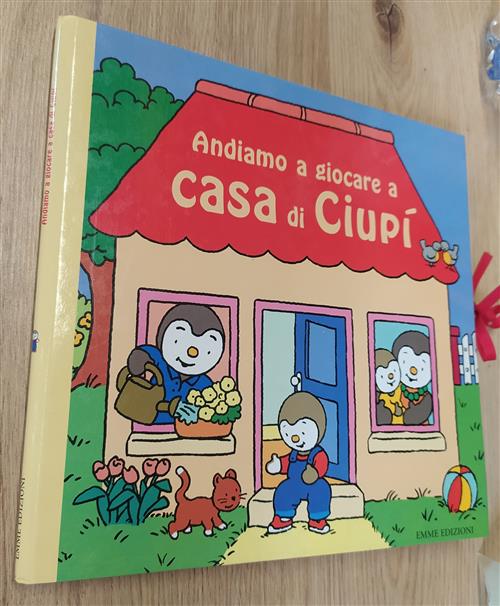 Andiamo a giocare a
casa di Ciupí
EMME EDIZIONI
Andiamo a giocare a casa di Ciupí
EMME EDIZIONI